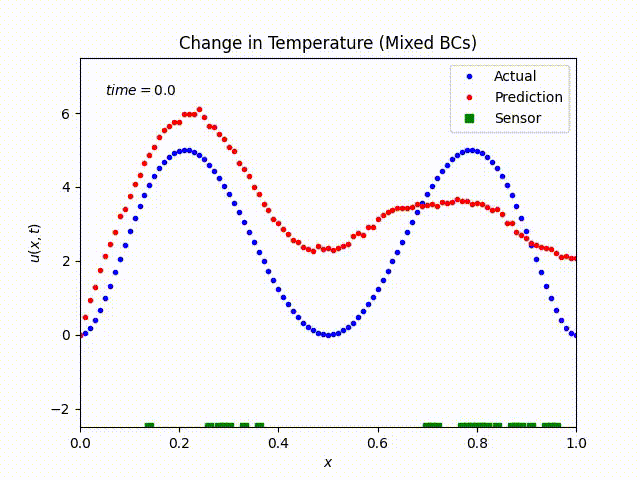 Change in Temperature (Mixed BCs)
time = 0.0
Actual
Prediction
Sensor
u(x, t)
6
4
2
0
−2
0.0 0.2 0.4 0.6 0.8 1.0
x